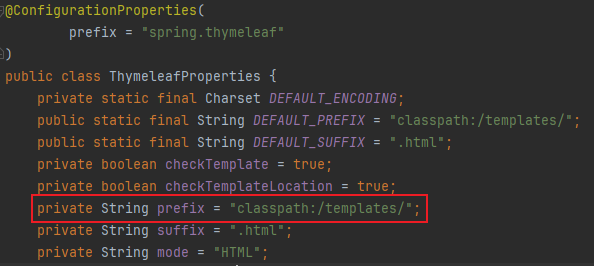 @ConfigurationProperties(
prefix = "spring.thymeleaf"
)
public class ThymeleafProperties {
private static final Charset DEFAULT_ENCODING;
public static final String DEFAULT_PREFIX = "classpath:/templates/";
public static final String DEFAULT_SUFFIX = ".html";
private boolean checkTemplate = true;
private boolean checkTemplateLocation = true;
private String prefix = "classpath:/templates/";
private String suffix = ".html";
private String mode = "HTML";